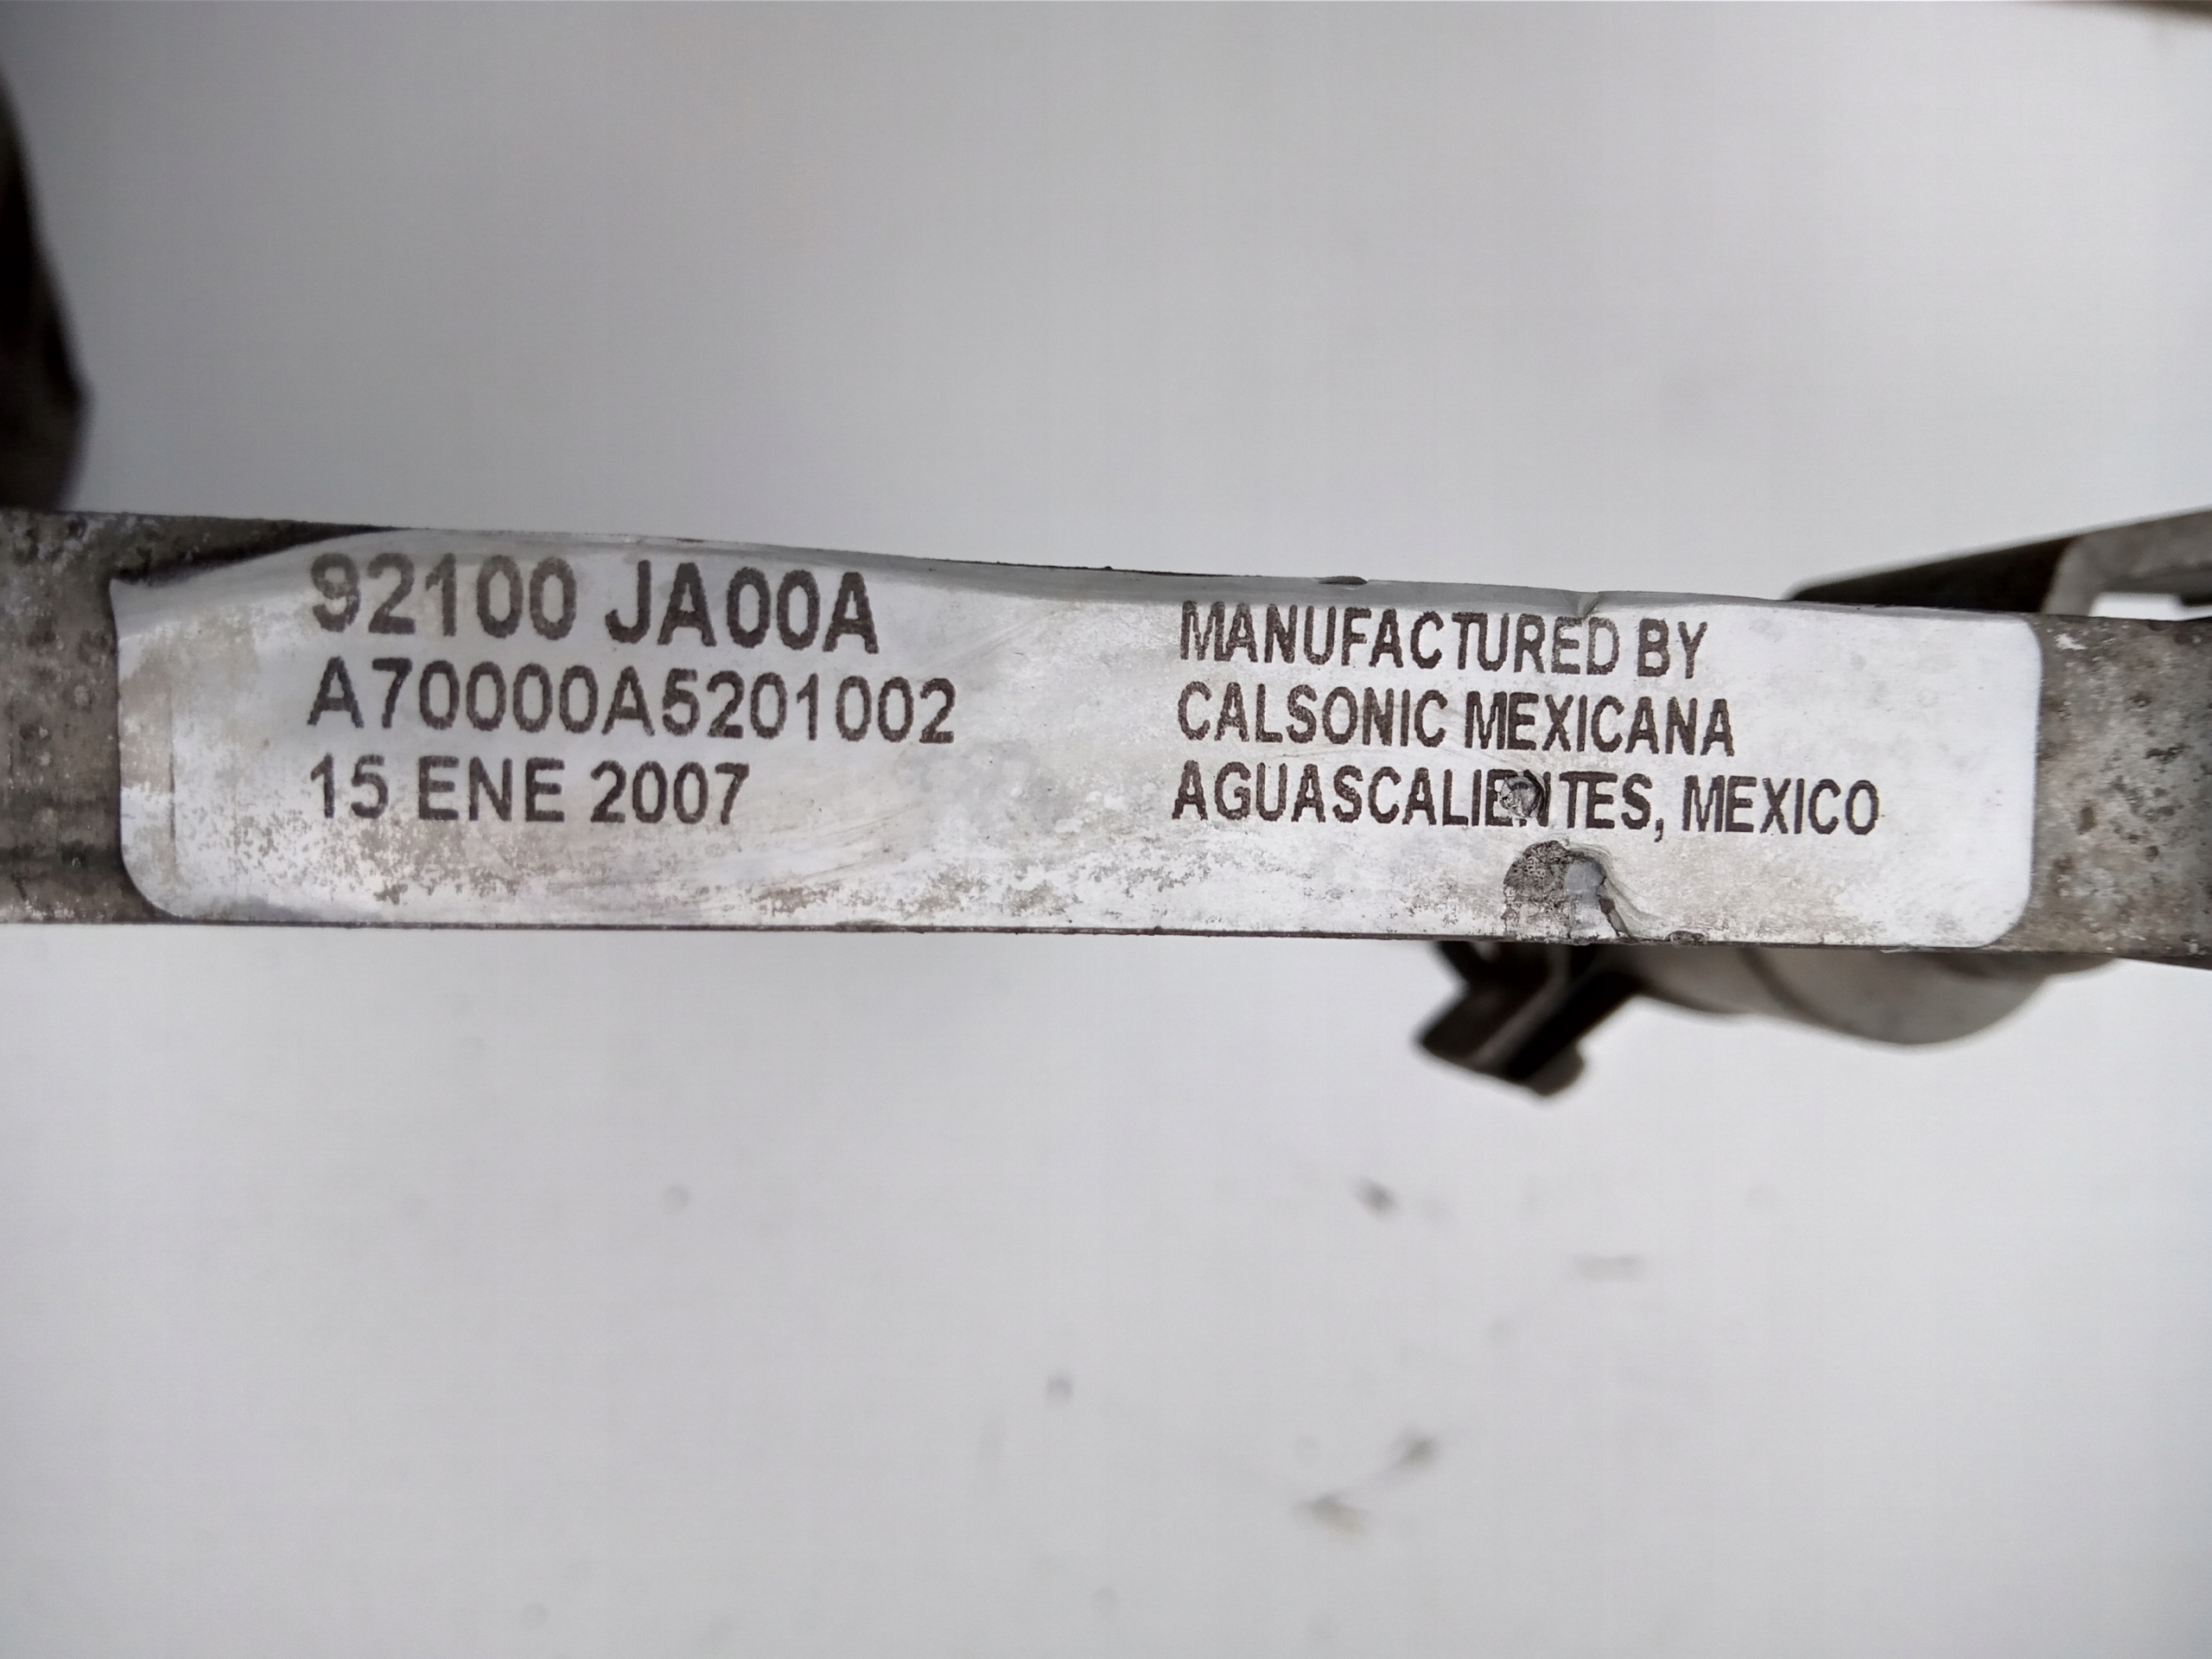 92100 JA00A
A70000A5201002
15 ENE 2007
MANUFACTURED BY
CALSONIC MEXICANA
AGUASCALIENTES, MEXICO